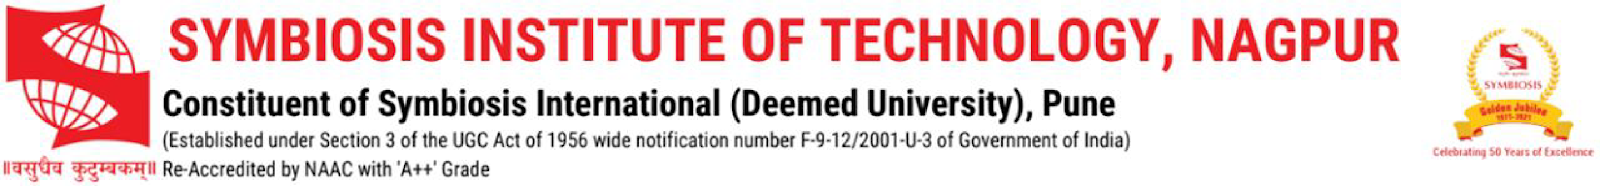 SYMBIOSIS INSTITUTE OF TECHNOLOGY, NAGPUR
Constituent of Symbiosis International (Deemed University), Pune
(Established under Section 3 of the UGC Act of 1956 wide notification number F-9-12/2001-U-3 of Government of India)
॥वसुधैव कुटुम्बकम्॥ Re-Accredited by NAAC with 'A++' Grade
SYMBIOSIS
Golden Jubilee
1971-2021
Celebrating 50 Years of Excellence